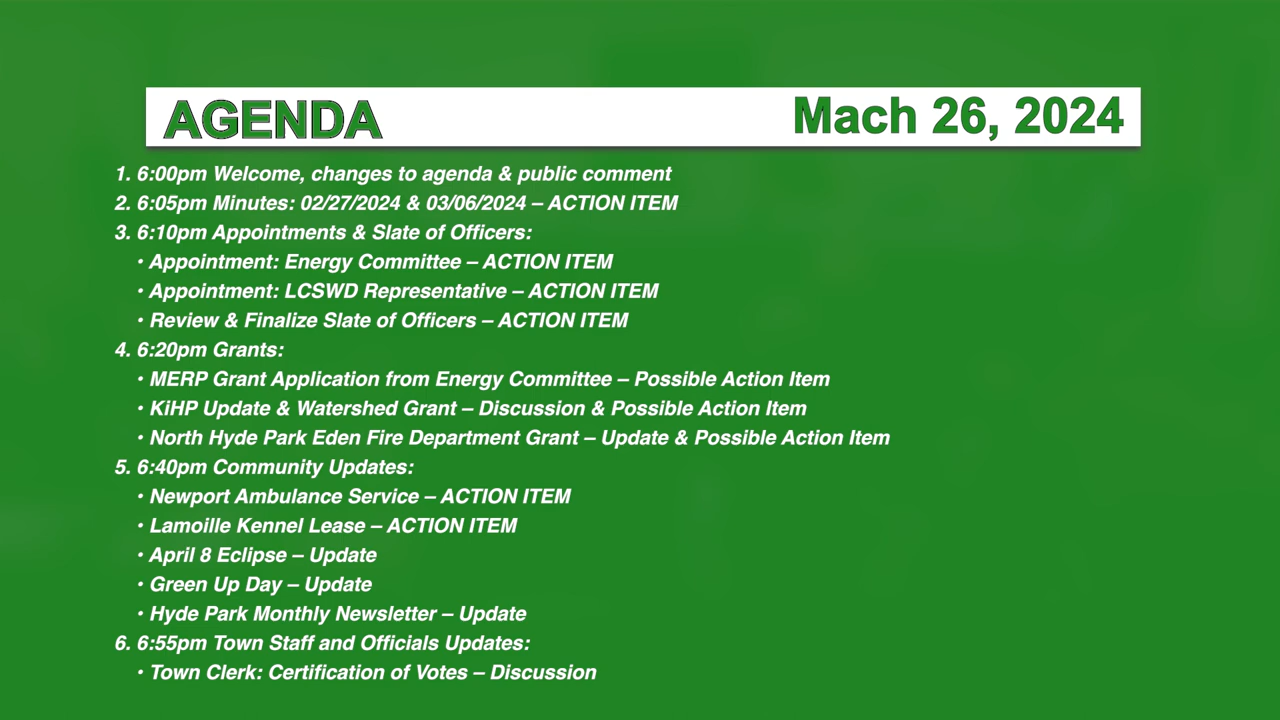 AGENDA
Mach 26, 2024
1. 6:00pm Welcome, changes to agenda & public comment
2. 6:05pm Minutes: 02/27/2024 & 03/06/2024 – ACTION ITEM
3. 6:10pm Appointments & Slate of Officers:
• Appointment: Energy Committee – ACTION ITEM
• Appointment: LCSWD Representative – ACTION ITEM
• Review & Finalize Slate of Officers – ACTION ITEM
4. 6:20pm Grants:
• MERP Grant Application from Energy Committee – Possible Action Item
• KiHP Update & Watershed Grant – Discussion & Possible Action Item
• North Hyde Park Eden Fire Department Grant – Update & Possible Action Item
5. 6:40pm Community Updates:
• Newport Ambulance Service – ACTION ITEM
• Lamoille Kennel Lease – ACTION ITEM
• April 8 Eclipse – Update
• Green Up Day – Update
• Hyde Park Monthly Newsletter – Update
6. 6:55pm Town Staff and Officials Updates:
• Town Clerk: Certification of Votes – Discussion